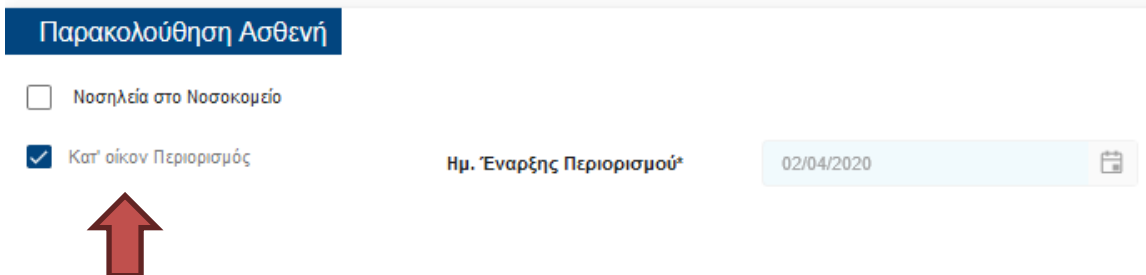 Παρακολούθηση Ασθενή
Νοσηλεία στο Νοσοκομείο
Κατ' οίκον Περιορισμός Ημ. Έναρξης Περιορισμού* 02/04/2020